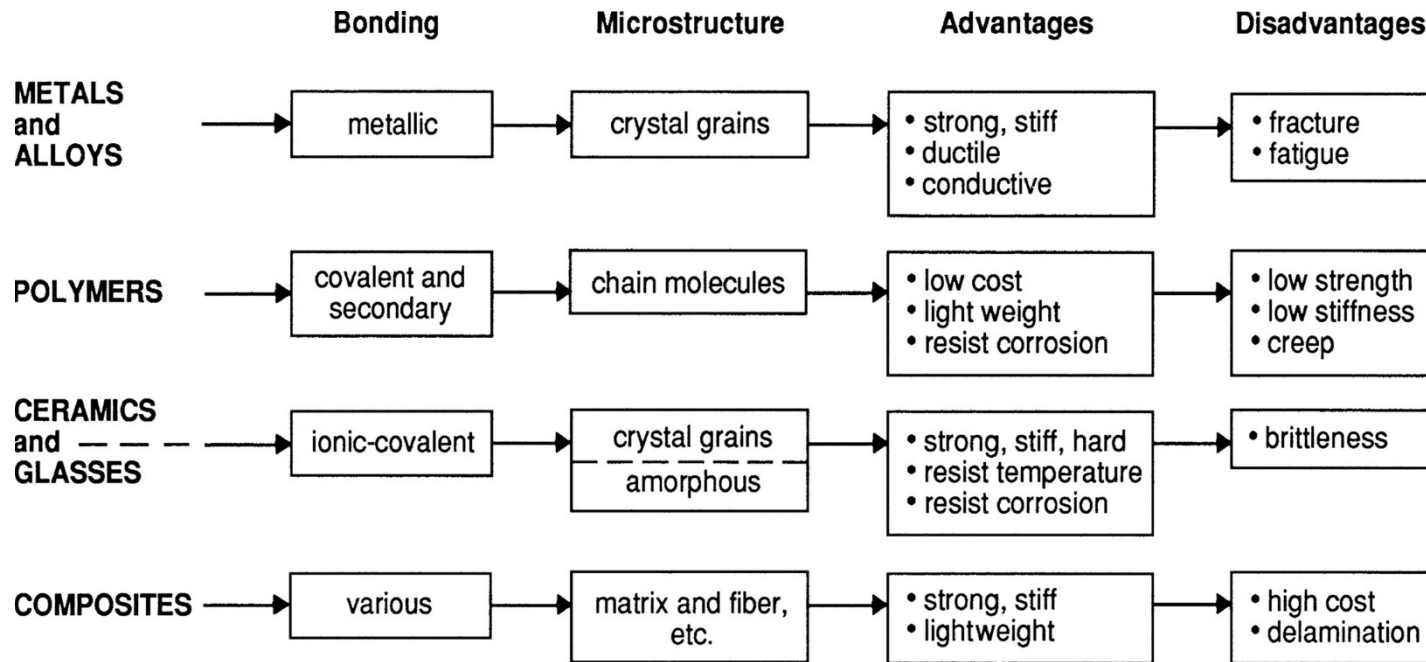 Bonding Microstructure Advantages Disadvantages
METALS
and
ALLOYS
metallic
crystal grains
• strong, stiff
• ductile
• conductive
• fracture
• fatigue
POLYMERS
covalent and
secondary
chain molecules
• low cost
• light weight
• resist corrosion
• low strength
• low stiffness
• creep
CERAMICS
and
GLASSES
ionic-covalent
crystal grains
amorphous
• strong, stiff, hard
• resist temperature
• resist corrosion
• brittleness
COMPOSITES
various
matrix and fiber,
etc.
• strong, stiff
• lightweight
• high cost
• delamination